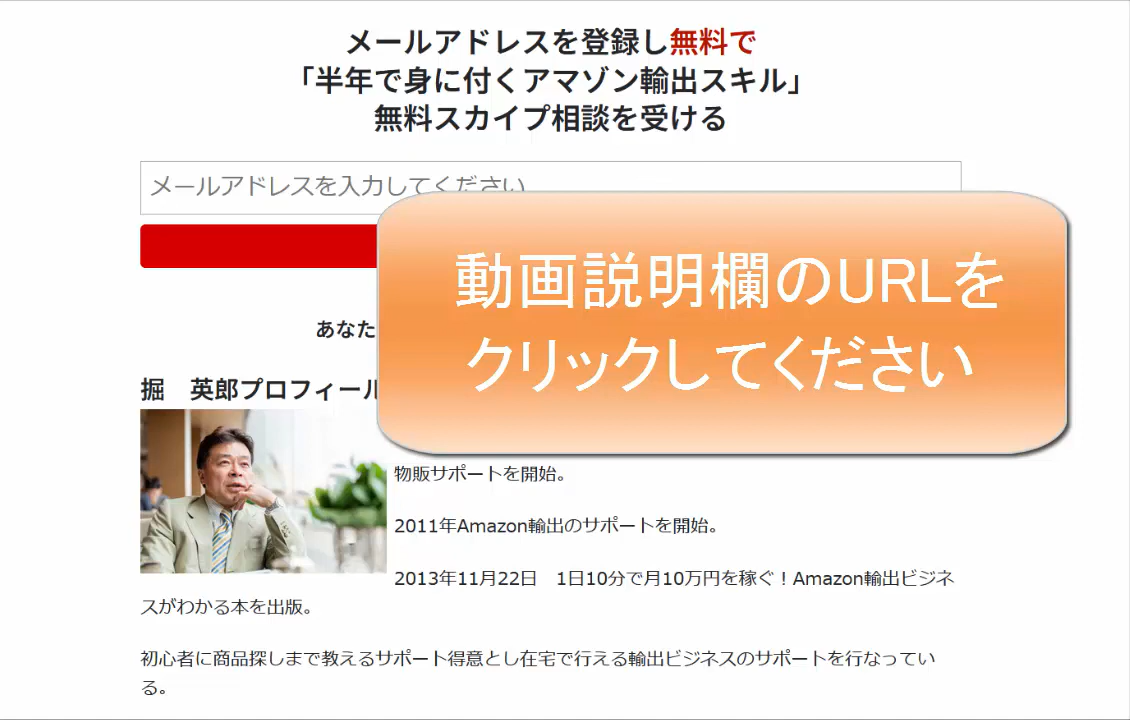 メールアドレスを登録し無料で
「半年で身に付くアマゾン輸出スキル」
無料スカイプ相談を受ける
メールアドレスを入力してください
動画説明欄のURLを
クリックしてください
あなた
掘　英郎プロフィール
物販サポートを開始。
2011年Amazon輸出のサポートを開始。
2013年11月22日　1日10分で月10万円を稼ぐ！Amazon輸出ビジネ
スがわかる本を出版。
初心者に商品探しまで教えるサポート得意とし在宅で行える輸出ビジネスのサポートを行なってい
る。